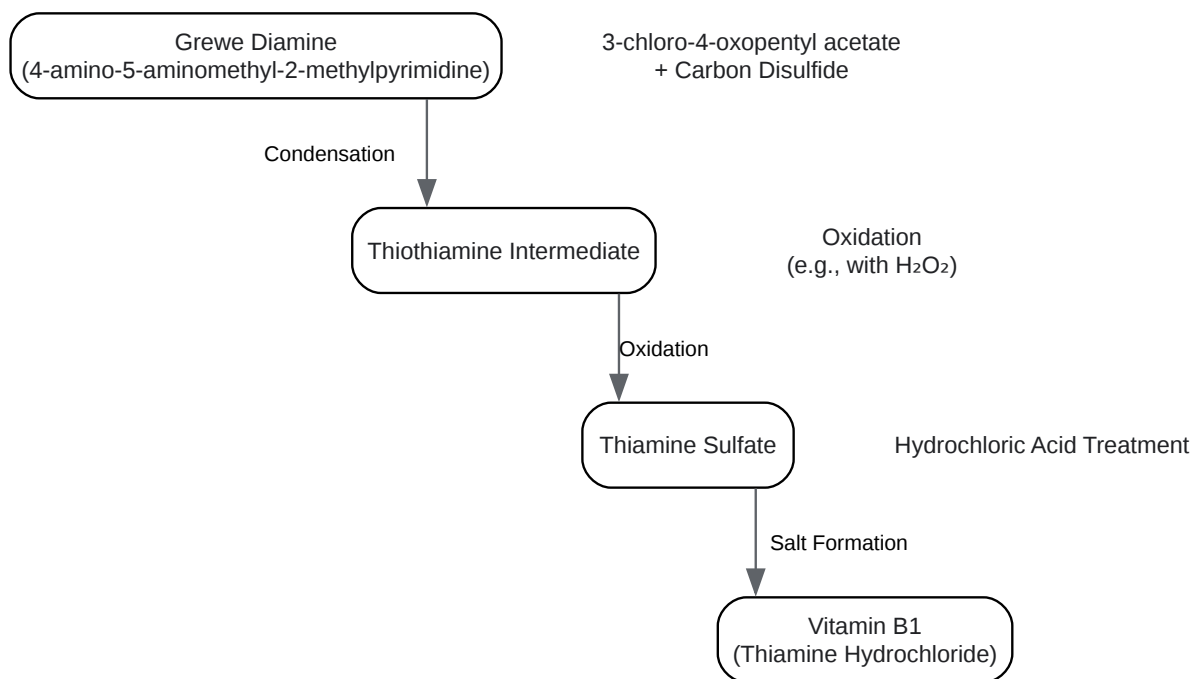 Grewe Diamine
(4-amino-5-aminomethyl-2-methylpyrimidine)
3-chloro-4-oxopentyl acetate
+ Carbon Disulfide
Condensation
Thiothiamine Intermediate
Oxidation
(e.g., with H₂O₂)
Oxidation
Thiamine Sulfate
Hydrochloric Acid Treatment
Salt Formation
Vitamin B1
(Thiamine Hydrochloride)